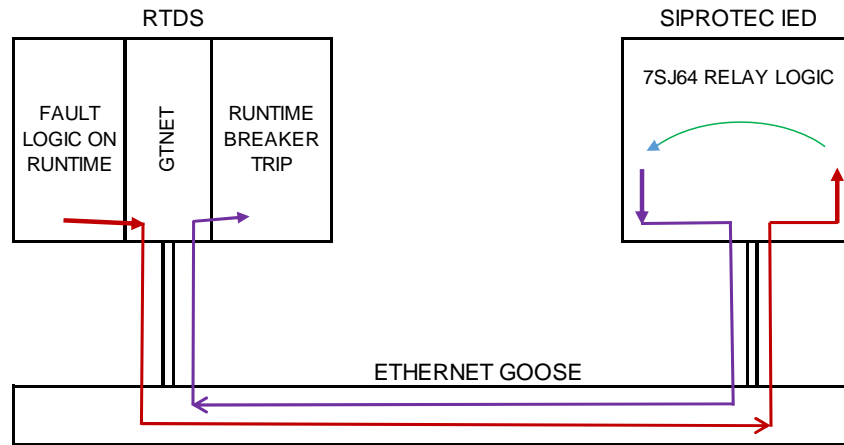 RTDS
SIPROTEC IED
FAULT
LOGIC ON
RUNTIME
GTNET
RUNTIME
BREAKER
TRIP
7SJ64 RELAY LOGIC
ETHERNET GOOSE